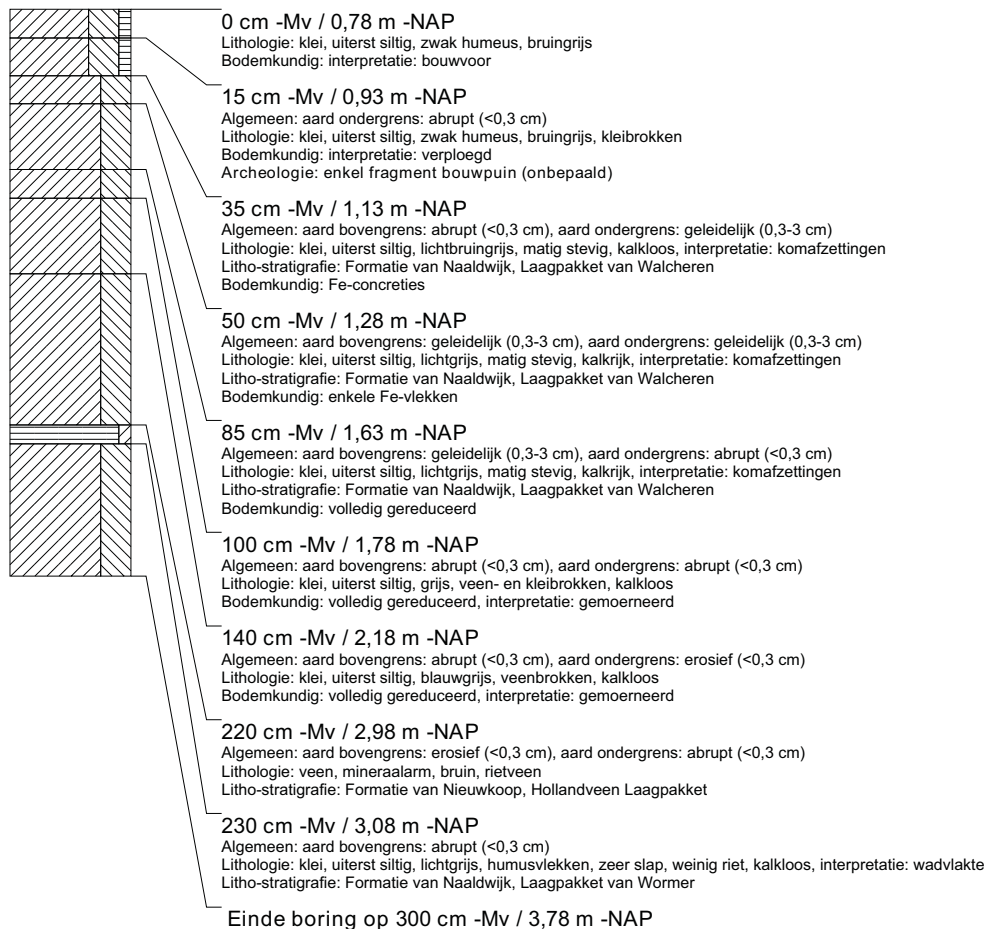 0 cm -Mv / 0,78 m -NAP
Lithologie: klei, uiterst siltig, zwak humeus, bruingrijs
Bodemkundig: interpretatie: bouwvoor
15 cm -Mv / 0,93 m -NAP
Algemeen: aard ondergrens: abrupt (<0,3 cm)
Lithologie: klei, uiterst siltig, zwak humeus, bruingrijs, kleibrokken
Bodemkundig: interpretatie: verploegd
Archeologie: enkel fragment bouwpuin (onbepaald)
35 cm -Mv / 1,13 m -NAP
Algemeen: aard bovengrens: abrupt (<0,3 cm), aard ondergrens: geleidelijk (0,3-3 cm)
Lithologie: klei, uiterst siltig, lichtbruingrijs, matig stevig, kalkloos, interpretatie: komafzettingen
Litho-stratigrafie: Formatie van Naaldwijk, Laagpakket van Walcheren
Bodemkundig: Fe-concreties
50 cm -Mv / 1,28 m -NAP
Algemeen: aard bovengrens: geleidelijk (0,3-3 cm), aard ondergrens: geleidelijk (0,3-3 cm)
Lithologie: klei, uiterst siltig, lichtgrijs, matig stevig, kalkrijk, interpretatie: komafzettingen
Litho-stratigrafie: Formatie van Naaldwijk, Laagpakket van Walcheren
Bodemkundig: enkele Fe-vlekken
85 cm -Mv / 1,63 m -NAP
Algemeen: aard bovengrens: geleidelijk (0,3-3 cm), aard ondergrens: abrupt (<0,3 cm)
Lithologie: klei, uiterst siltig, lichtgrijs, matig stevig, kalkrijk, interpretatie: komafzettingen
Litho-stratigrafie: Formatie van Naaldwijk, Laagpakket van Walcheren
Bodemkundig: volledig gereduceerd
100 cm -Mv / 1,78 m -NAP
Algemeen: aard bovengrens: abrupt (<0,3 cm), aard ondergrens: abrupt (<0,3 cm)
Lithologie: klei, uiterst siltig, grijs, veen- en kleibrokken, kalkloos
Bodemkundig: volledig gereduceerd, interpretatie: gemoerneerd
140 cm -Mv / 2,18 m -NAP
Algemeen: aard bovengrens: abrupt (<0,3 cm), aard ondergrens: erosief (<0,3 cm)
Lithologie: klei, uiterst siltig, blauwgrijs, veenbrokken, kalkloos
Bodemkundig: volledig gereduceerd, interpretatie: gemoerneerd
220 cm -Mv / 2,98 m -NAP
Algemeen: aard bovengrens: erosief (<0,3 cm), aard ondergrens: abrupt (<0,3 cm)
Lithologie: veen, mineraalarm, bruin, rietveen
Litho-stratigrafie: Formatie van Nieuwkoop, Hollandveen Laagpakket
230 cm -Mv / 3,08 m -NAP
Algemeen: aard bovengrens: abrupt (<0,3 cm)
Lithologie: klei, uiterst siltig, lichtgrijs, humusvlekken, zeer slap, weinig riet, kalkloos, interpretatie: wadvlakte
Litho-stratigrafie: Formatie van Naaldwijk, Laagpakket van Wormer
Einde boring op 300 cm -Mv / 3,78 m -NAP